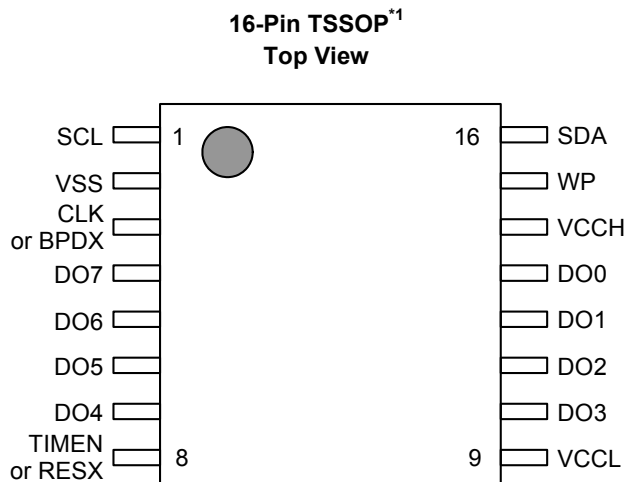 16-Pin TSSOP*1
Top View
SCL 1 16 SDA
VSS WP
CLK
or BPDX VCCH
DO7 DO0
DO6 DO1
DO5 DO2
DO4 DO3
TIMEN
or RESX 8 9 VCCL